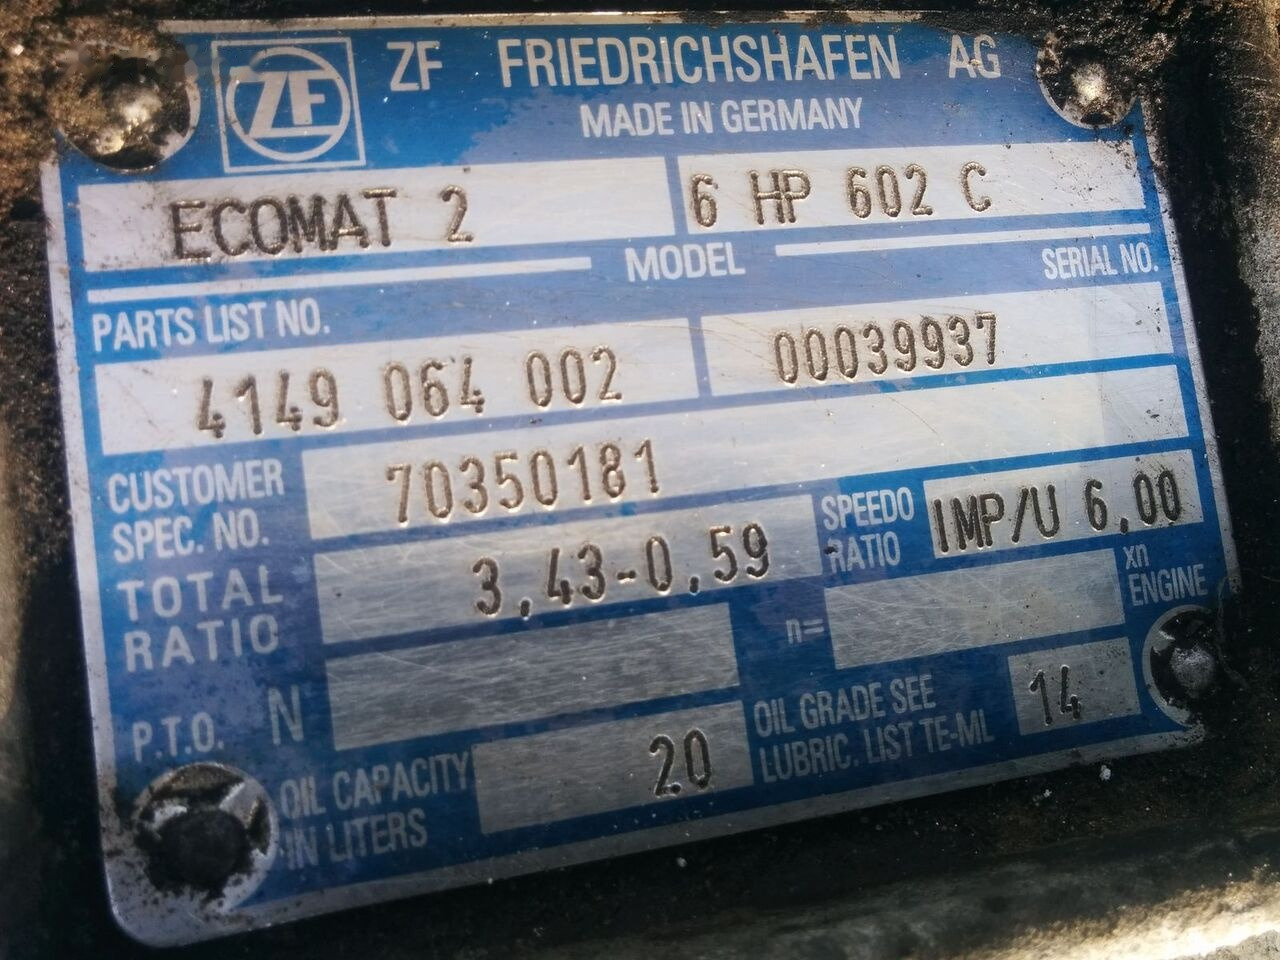 ZF
ZF FRIEDRICHSHAFEN AG
MADE IN GERMANY
ECOMAT 2
6 HP 602 C
MODEL
PARTS LIST NO.
SERIAL NO.
4149 064 002
00039937
CUSTOMER
SPEC. NO.
70350181
TOTAL
RATIO
3,43-0,59
SPEEDO
RATIO
IMP/U 6,00
P.T.O. N
n=
xn
ENGINE
OIL CAPACITY
IN LITERS
20
OIL GRADE SEE
LUBRIC. LIST TE-ML
14